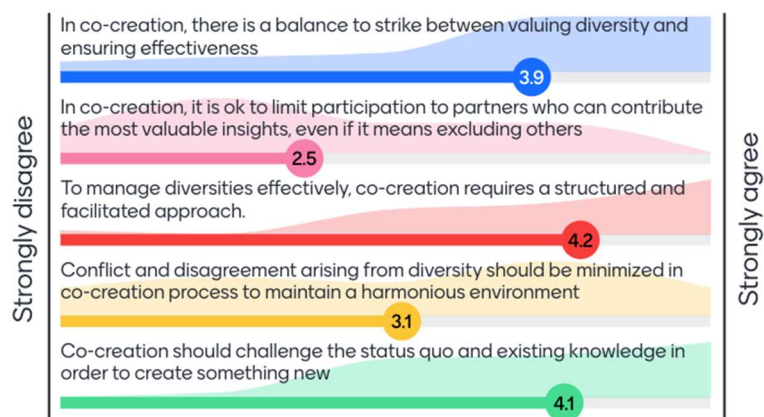 In co-creation, there is a balance to strike between valuing diversity and
ensuring effectiveness
3.9
In co-creation, it is ok to limit participation to partners who can contribute
the most valuable insights, even if it means excluding others
2.5
To manage diversities effectively, co-creation requires a structured and
facilitated approach.
4.2
Conflict and disagreement arising from diversity should be minimized in
co-creation process to maintain a harmonious environment
3.1
Co-creation should challenge the status quo and existing knowledge in
order to create something new
4.1
Strongly disagree
Strongly agree